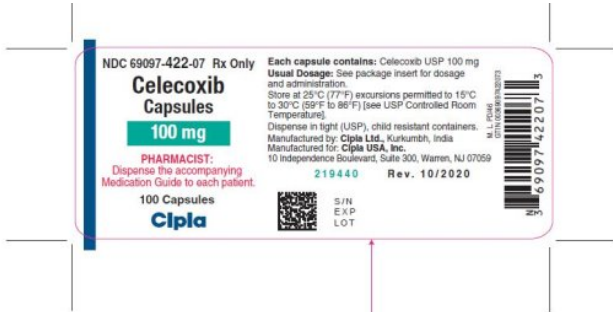 NDC 69097-422-07 Rx Only
Celecoxib
Capsules
100 mg
PHARMACIST:
Dispense the accompanying
Medication Guide to each patient.
100 Capsules
Cipla
Each capsule contains: Celecoxib USP 100 mg
Usual Dosage: See package insert for dosage
and administration.
Store at 25°C (77°F) excursions permitted to 15°C
to 30°C (59°F to 86°F) [see USP Controlled Room
Temperature].
Dispense in tight (USP), child resistant containers.
Manufactured by: Cipla Ltd., Kurkumbh, India
Manufactured for: Cipla USA, Inc.
10 Independence Boulevard, Suite 300, Warren, NJ 07059
219440 Rev. 10/2020
S/N
EXP
LOT
M. L. PD/46
GTIN 00369097422073
N
3 69097 42207 3